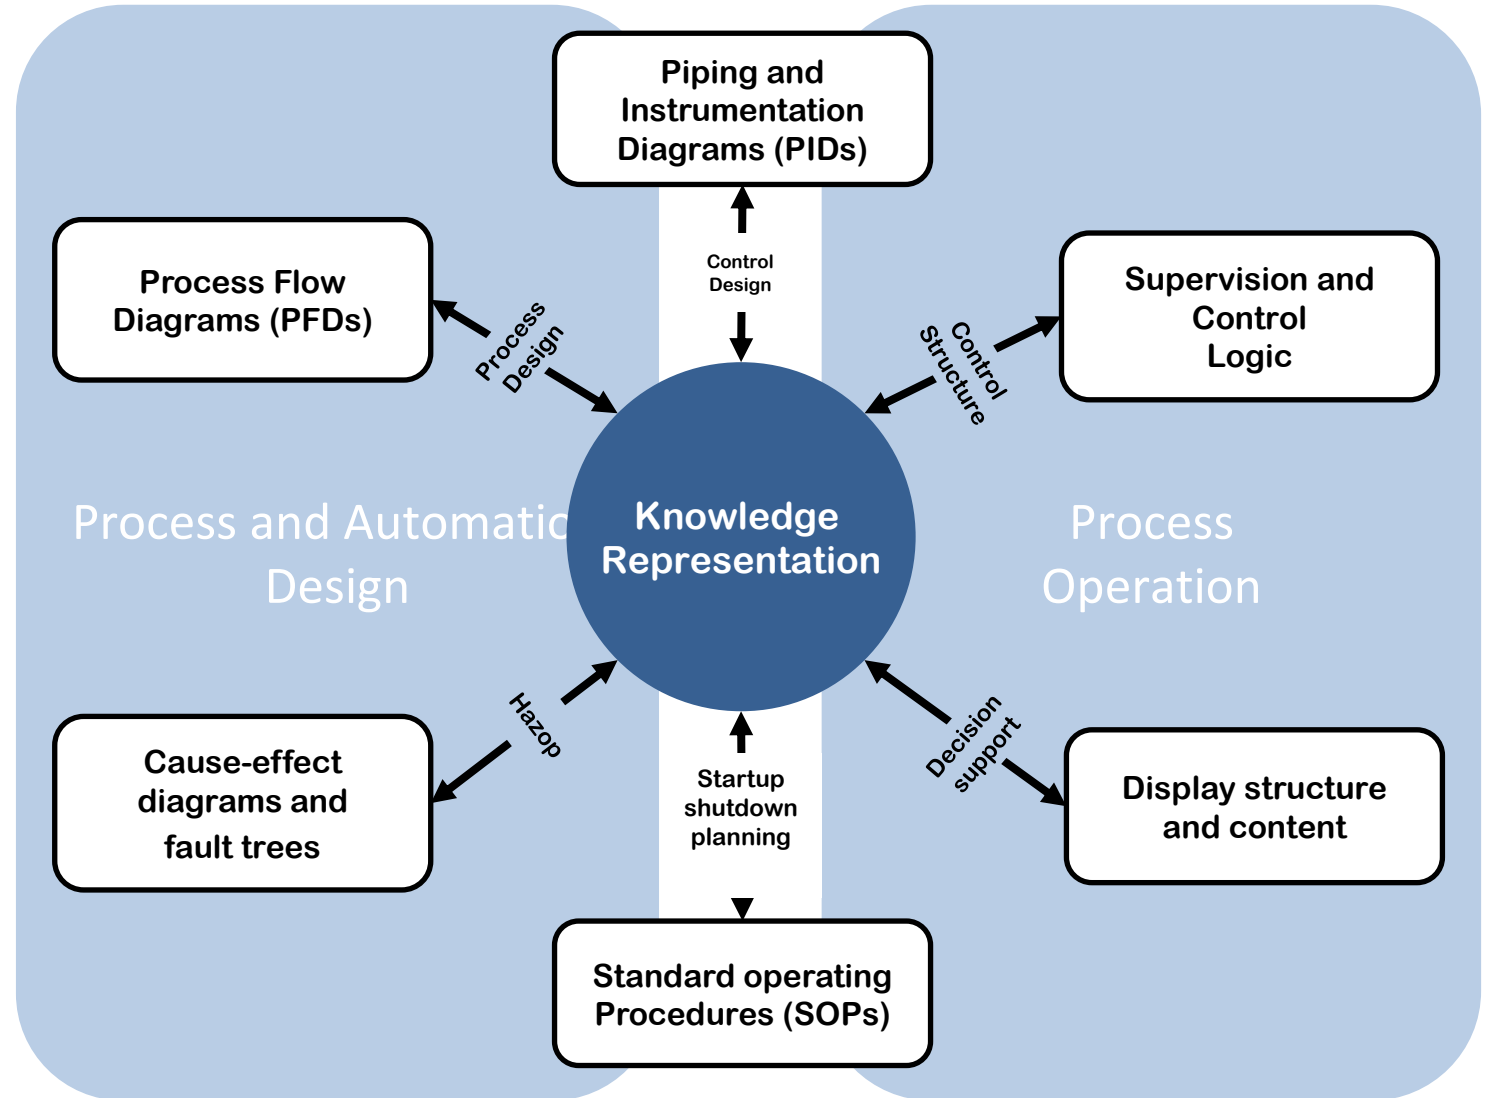 Piping and
Instrumentation
Diagrams (PIDs)
Process Flow
Diagrams (PFDs)
Process
Design
Control
Design
Control
Structure
Supervision and
Control
Logic
Process and Automatic
Design
Knowledge
Representation
Process
Operation
Cause-effect
diagrams and
fault trees
Hazop
Startup
shutdown
planning
Decision
support
Display structure
and content
Standard operating
Procedures (SOPs)